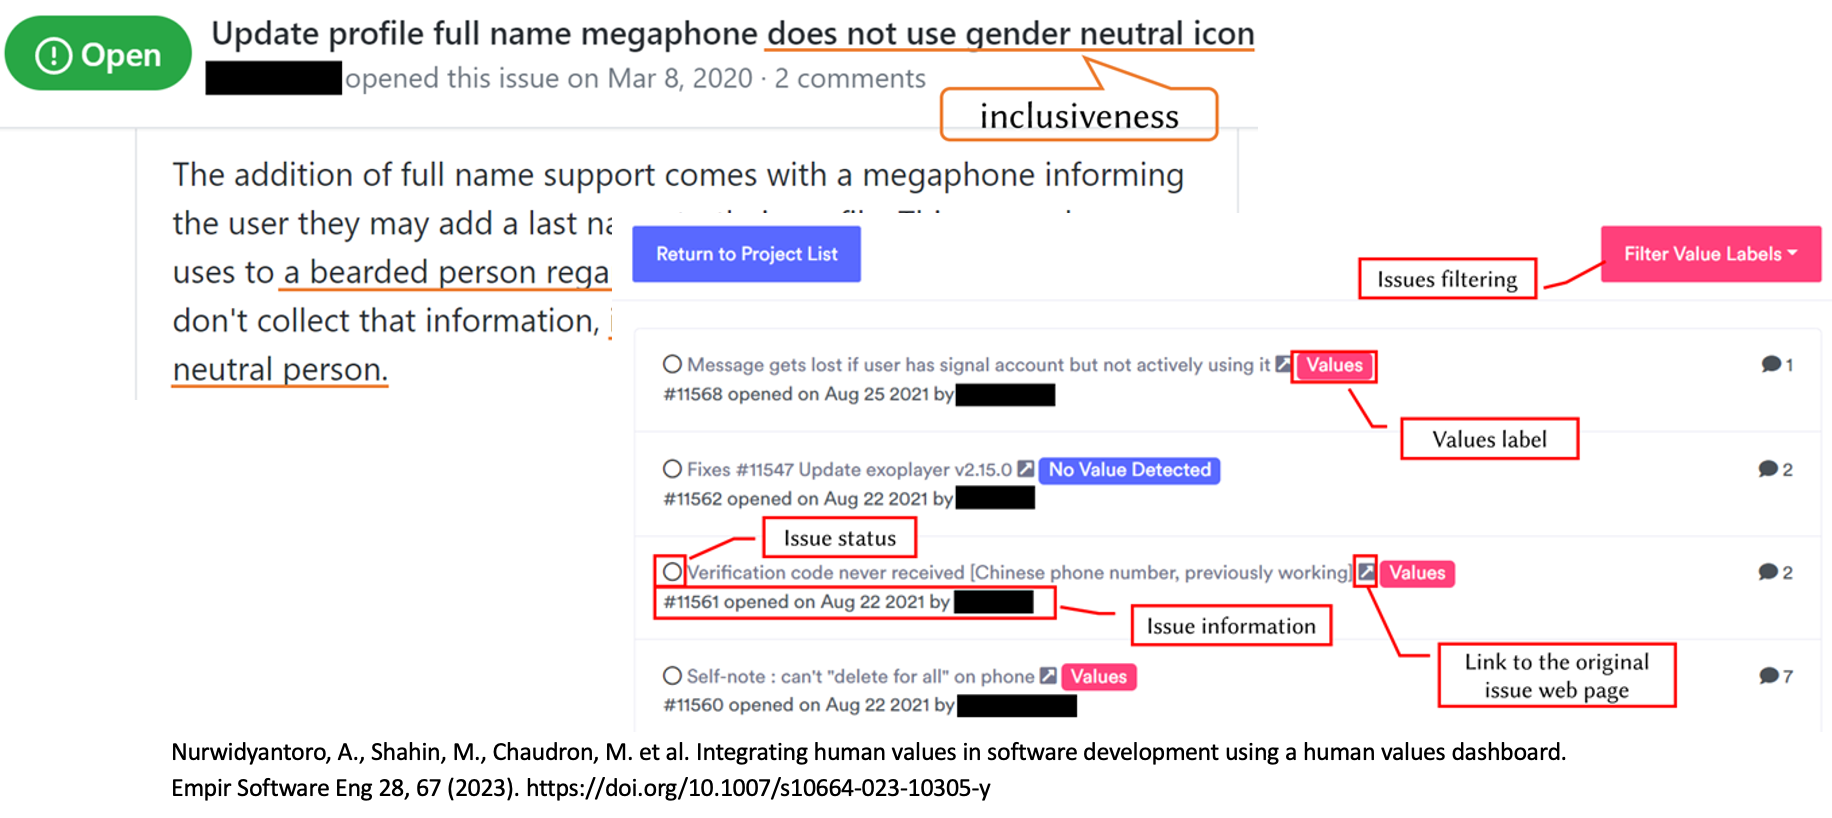 Open
Update profile full name megaphone does not use gender neutral icon
opened this issue on Mar 8, 2020 · 2 comments
inclusiveness
The addition of full name support comes with a megaphone informing
the user they may add a last
uses to a bearded person rega
don't collect that information,
neutral person.
Return to Project List
Filter Value Labels
Issues filtering
Message gets lost if user has signal account but not actively using it Values 1
#11568 opened on Aug 25 2021 by
Values label
Fixes #11547 Update exoplayer v2.15.0 No Value Detected 2
#11562 opened on Aug 22 2021 by
Issue status
Verification code never received [Chinese phone number, previously working] Values 2
#11561 opened on Aug 22 2021 by
Issue information
Link to the original
issue web page
Self-note : can't "delete for all" on phone Values 7
#11560 opened on Aug 22 2021 by
Nurwidyantoro, A., Shahin, M., Chaudron, M. et al. Integrating human values in software development using a human values dashboard.
Empir Software Eng 28, 67 (2023). https://doi.org/10.1007/s10664-023-10305-y